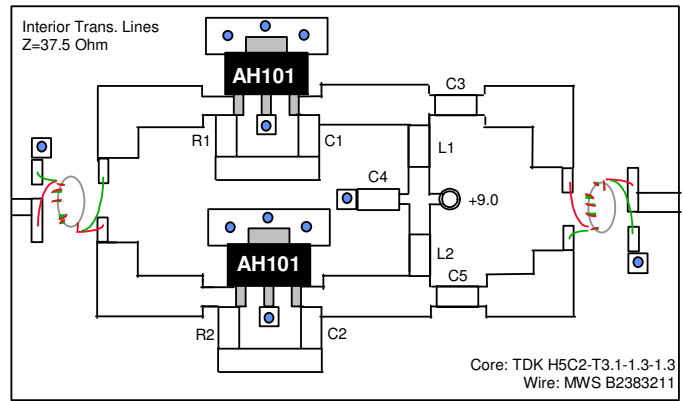 Interior Trans. Lines
Z=37.5 Ohm
AH101
C3
R1
C1
L1
C4
+9.0
AH101
L2
C5
R2
C2
Core: TDK H5C2-T3.1-1.3-1.3
Wire: MWS B2383211